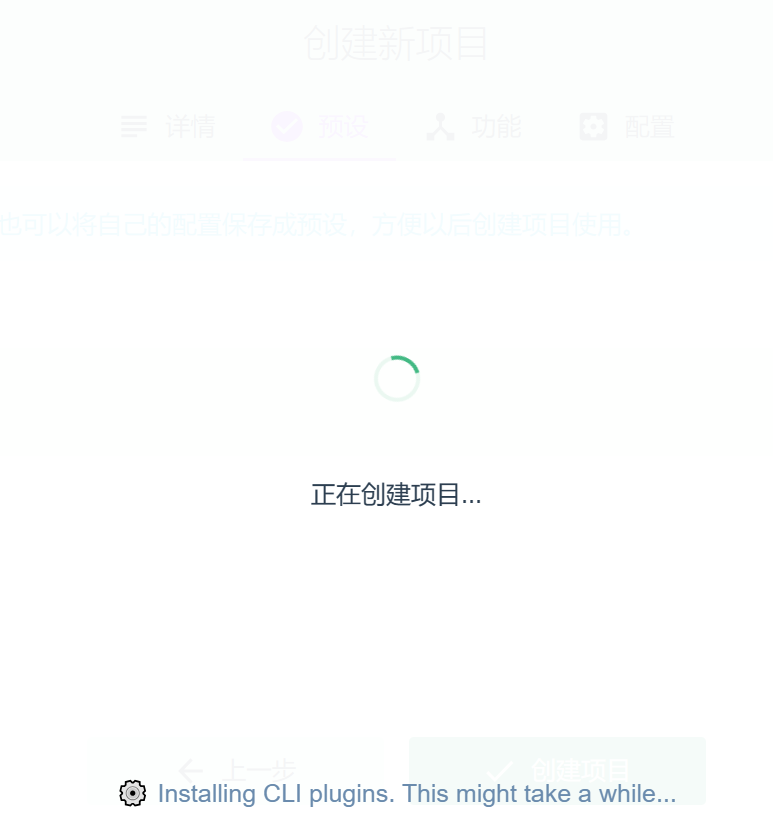 创建新项目
详情 预设 功能 配置
也可以将自己的配置保存成预设，方便以后创建项目使用。
正在创建项目...
上一步 创建项目
Installing CLI plugins. This might take a while...